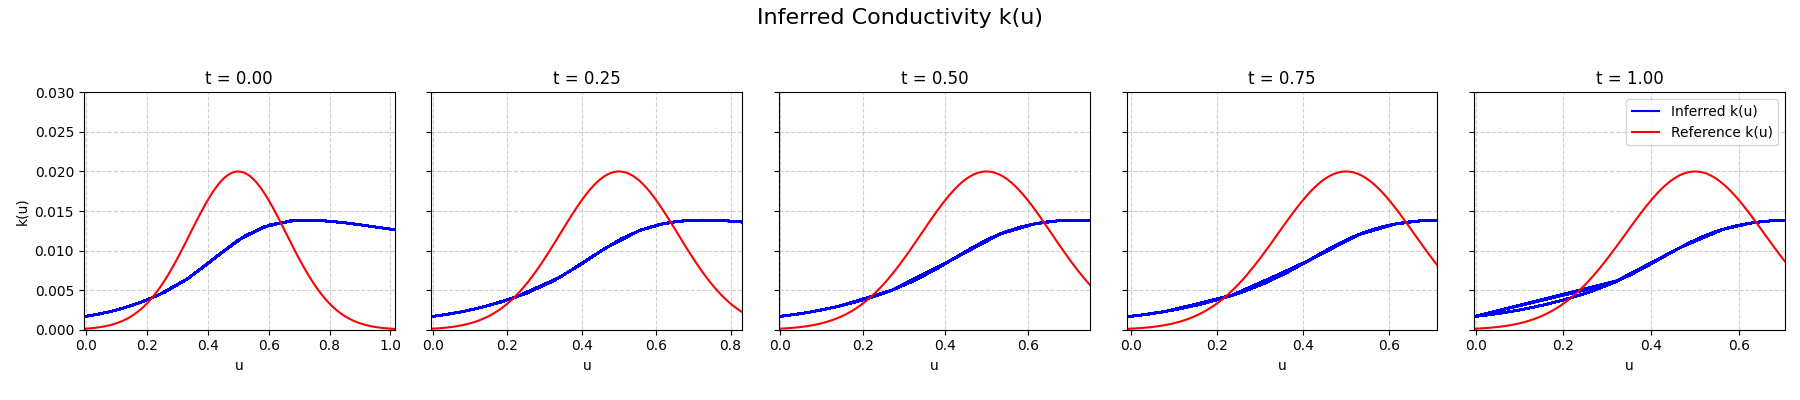 Inferred Conductivity k(u)
t = 0.00
t = 0.25
t = 0.50
t = 0.75
t = 1.00
k(u)
0.030
0.025
0.020
0.015
0.010
0.005
0.000
Inferred k(u)
Reference k(u)
0.0 0.2 0.4 0.6 0.8 1.0
0.0 0.2 0.4 0.6 0.8
0.0 0.2 0.4 0.6
0.0 0.2 0.4 0.6
0.0 0.2 0.4 0.6
u
u
u
u
u